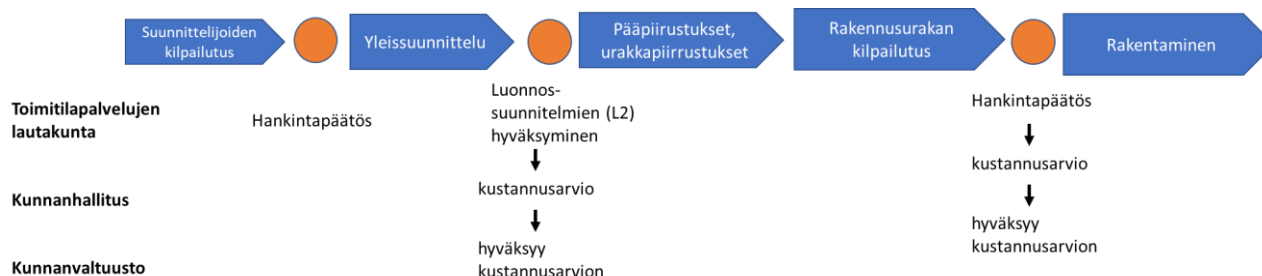 Suunnittelijoiden
kilpailutus
Yleissuunnittelu
Pääpiirustukset,
urakkapiirrustukset
Rakennusurakan
kilpailutus
Rakentaminen
Toimitilapalvelujen
lautakunta
Hankintapäätös
Luonnos-
suunnitelmien (L2)
hyväksyminen
Hankintapäätös
Kunnanhallitus
kustannusarvio
kustannusarvio
Kunnanvaltuusto
hyväksyy
kustannusarvion
hyväksyy
kustannusarvion